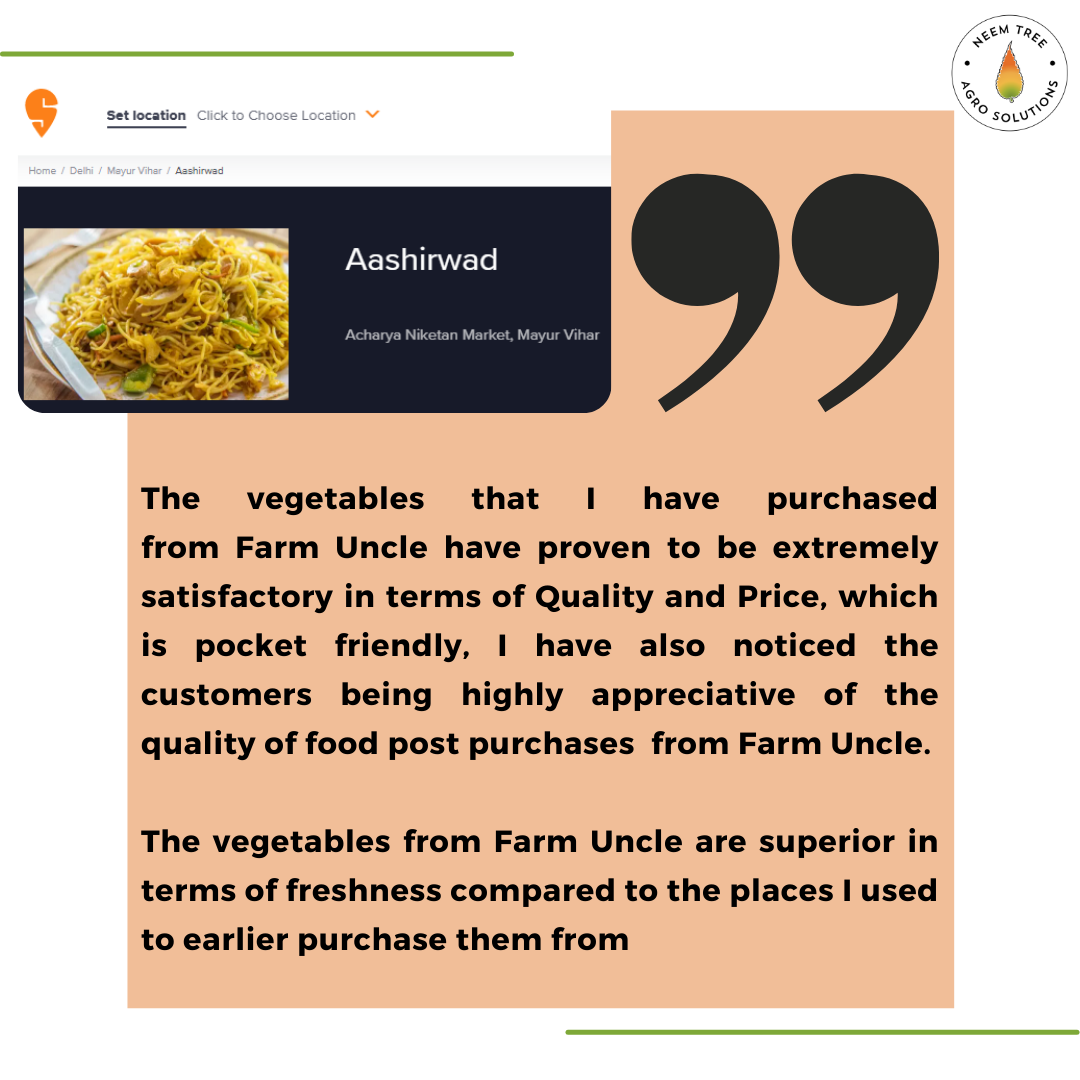 NEEM TREE
AGRO SOLUTIONS
Set location Click to Choose Location
Home / Delhi / Mayur Vihar / Aashirwad
Aashirwad
Acharya Niketan Market, Mayur Vihar
The vegetables that I have purchased
from Farm Uncle have proven to be extremely
satisfactory in terms of Quality and Price, which
is pocket friendly, I have also noticed the
customers being highly appreciative of the
quality of food post purchases from Farm Uncle.
The vegetables from Farm Uncle are superior in
terms of freshness compared to the places I used
to earlier purchase them from